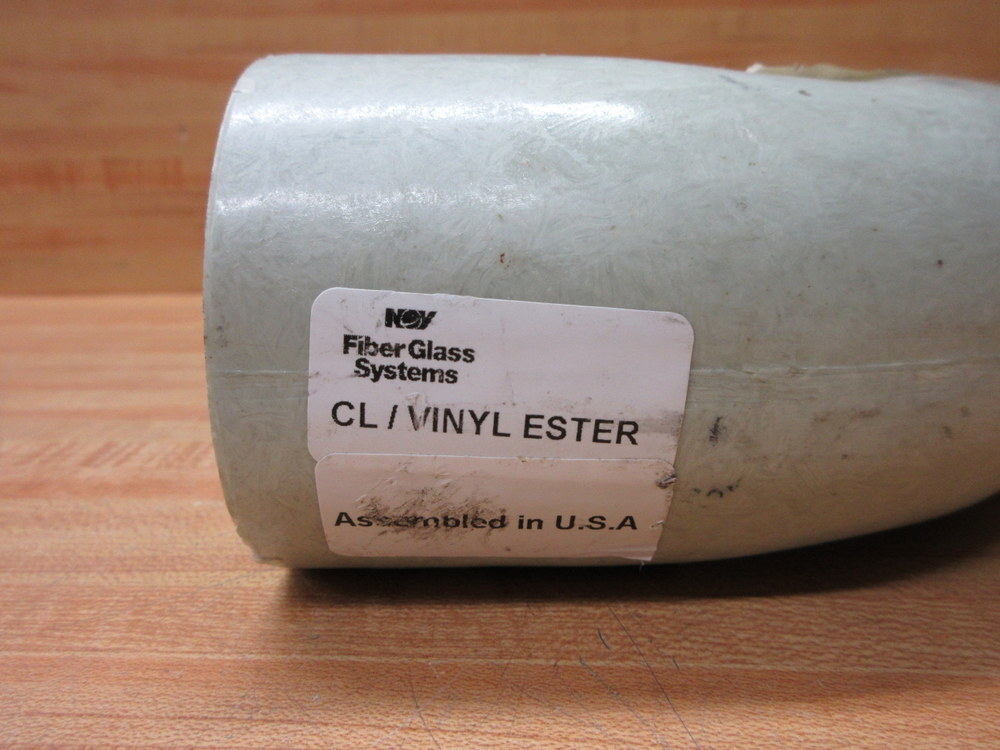 NOV
Fiber Glass
Systems
CL / VINYL ESTER
Assembled in U.S.A